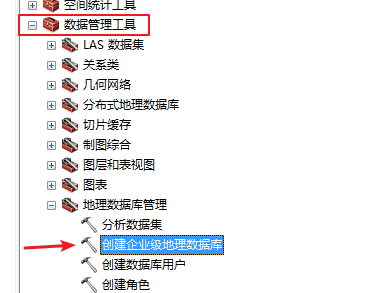 空间统计工具
数据管理工具
LAS 数据集
关系类
几何网络
分布式地理数据库
切片缓存
制图综合
图层和表视图
图表
地理数据库管理
分析数据集
创建企业级地理数据库
创建数据库用户
创建角色